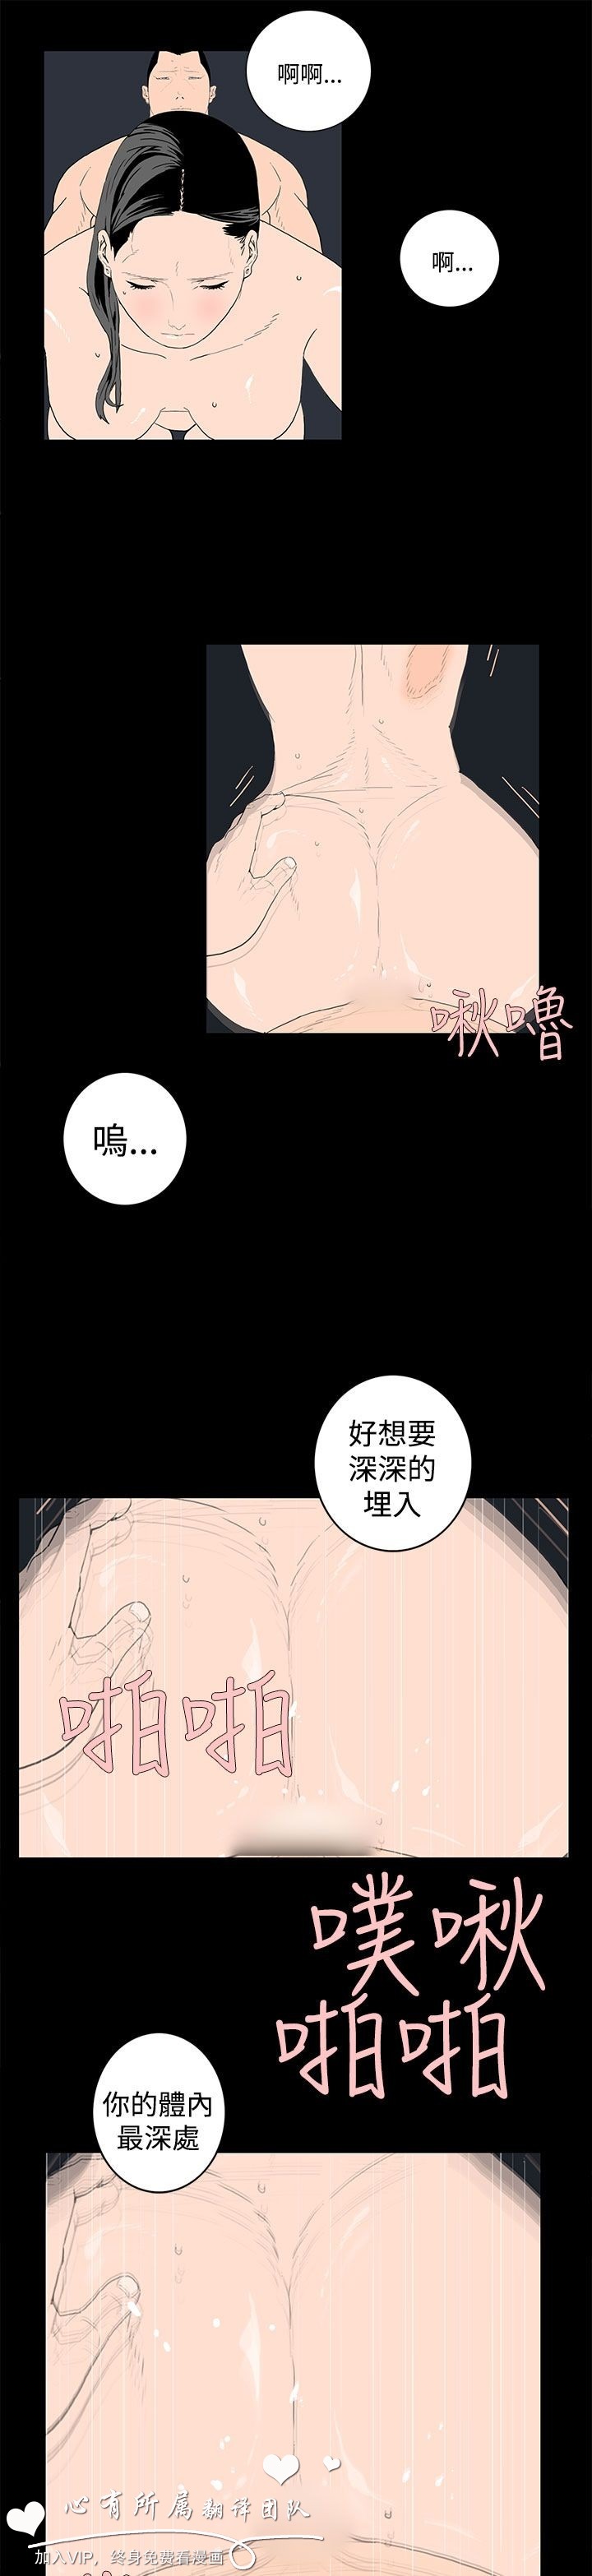 啊啊...
啊...
啾嚕
嗚...
好想要
深深的
埋入
啪啪
噗啾
啪啪
你的體內
最深處
心有所属翻译团队
加入VIP，终身免费看漫画